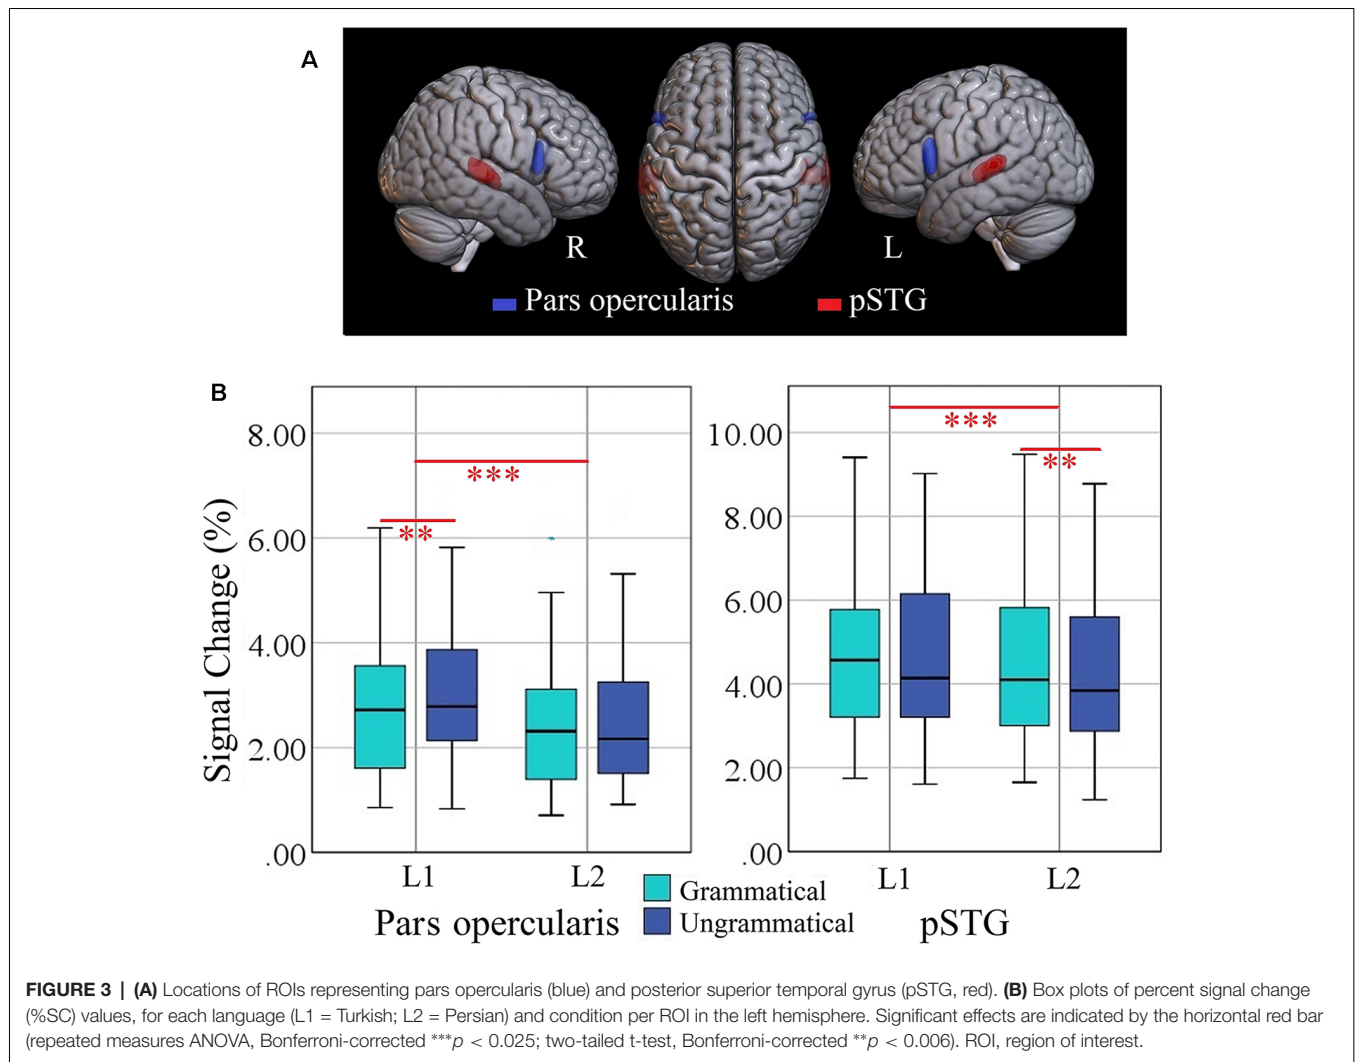 A
R
L
Pars opercularis
pSTG
B
Signal Change (%)
8.00
6.00
4.00
2.00
.00
***
**
L1
L2
Pars opercularis
10.00
8.00
6.00
4.00
2.00
.00
***
**
L1
L2
pSTG
Grammatical
Ungrammatical
FIGURE 3 | (A) Locations of ROIs representing pars opercularis (blue) and posterior superior temporal gyrus (pSTG, red). (B) Box plots of percent signal change
(%SC) values, for each language (L1 = Turkish; L2 = Persian) and condition per ROI in the left hemisphere. Significant effects are indicated by the horizontal red bar
(repeated measures ANOVA, Bonferroni-corrected ***p < 0.025; two-tailed t-test, Bonferroni-corrected **p < 0.006). ROI, region of interest.